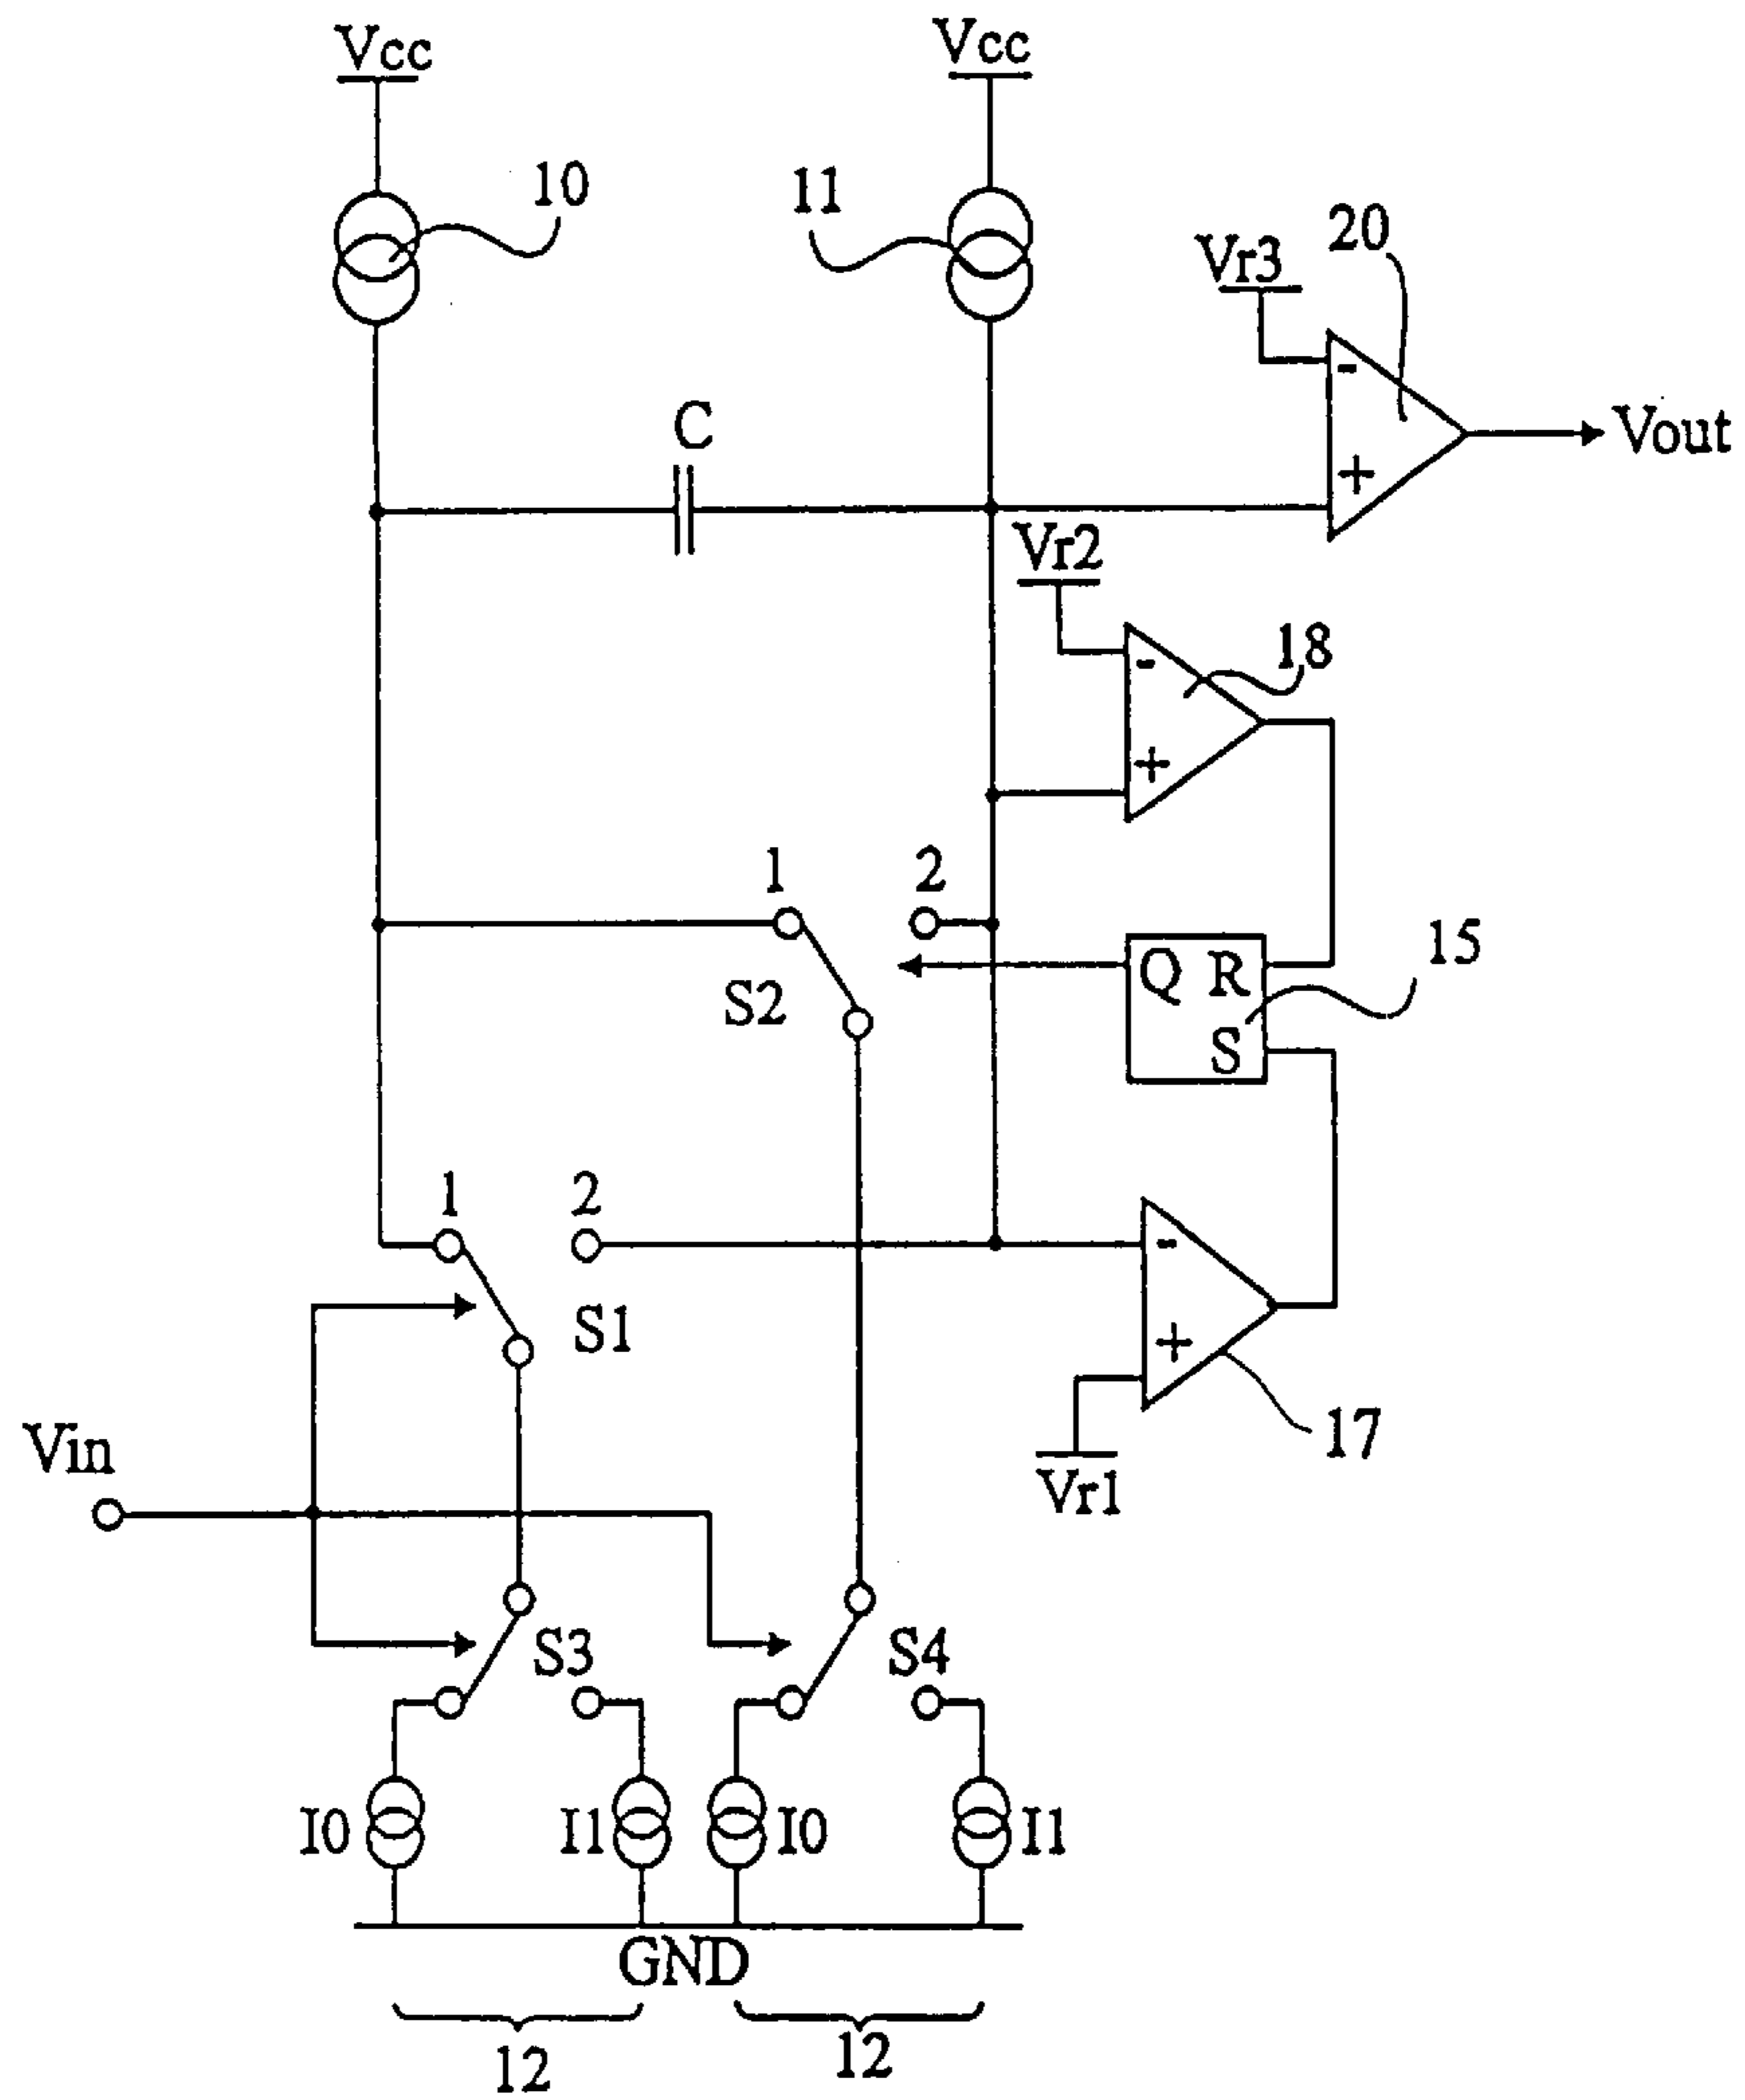 Vcc
Vcc
10
11
20
Vr3
-
+
Vout
C
Vr2
18
-
+
1
2
S2
Q R
S
15
1
2
S1
-
+
17
Vr1
Vin
S3
S4
I0
I1
I0
I1
GND
12
12